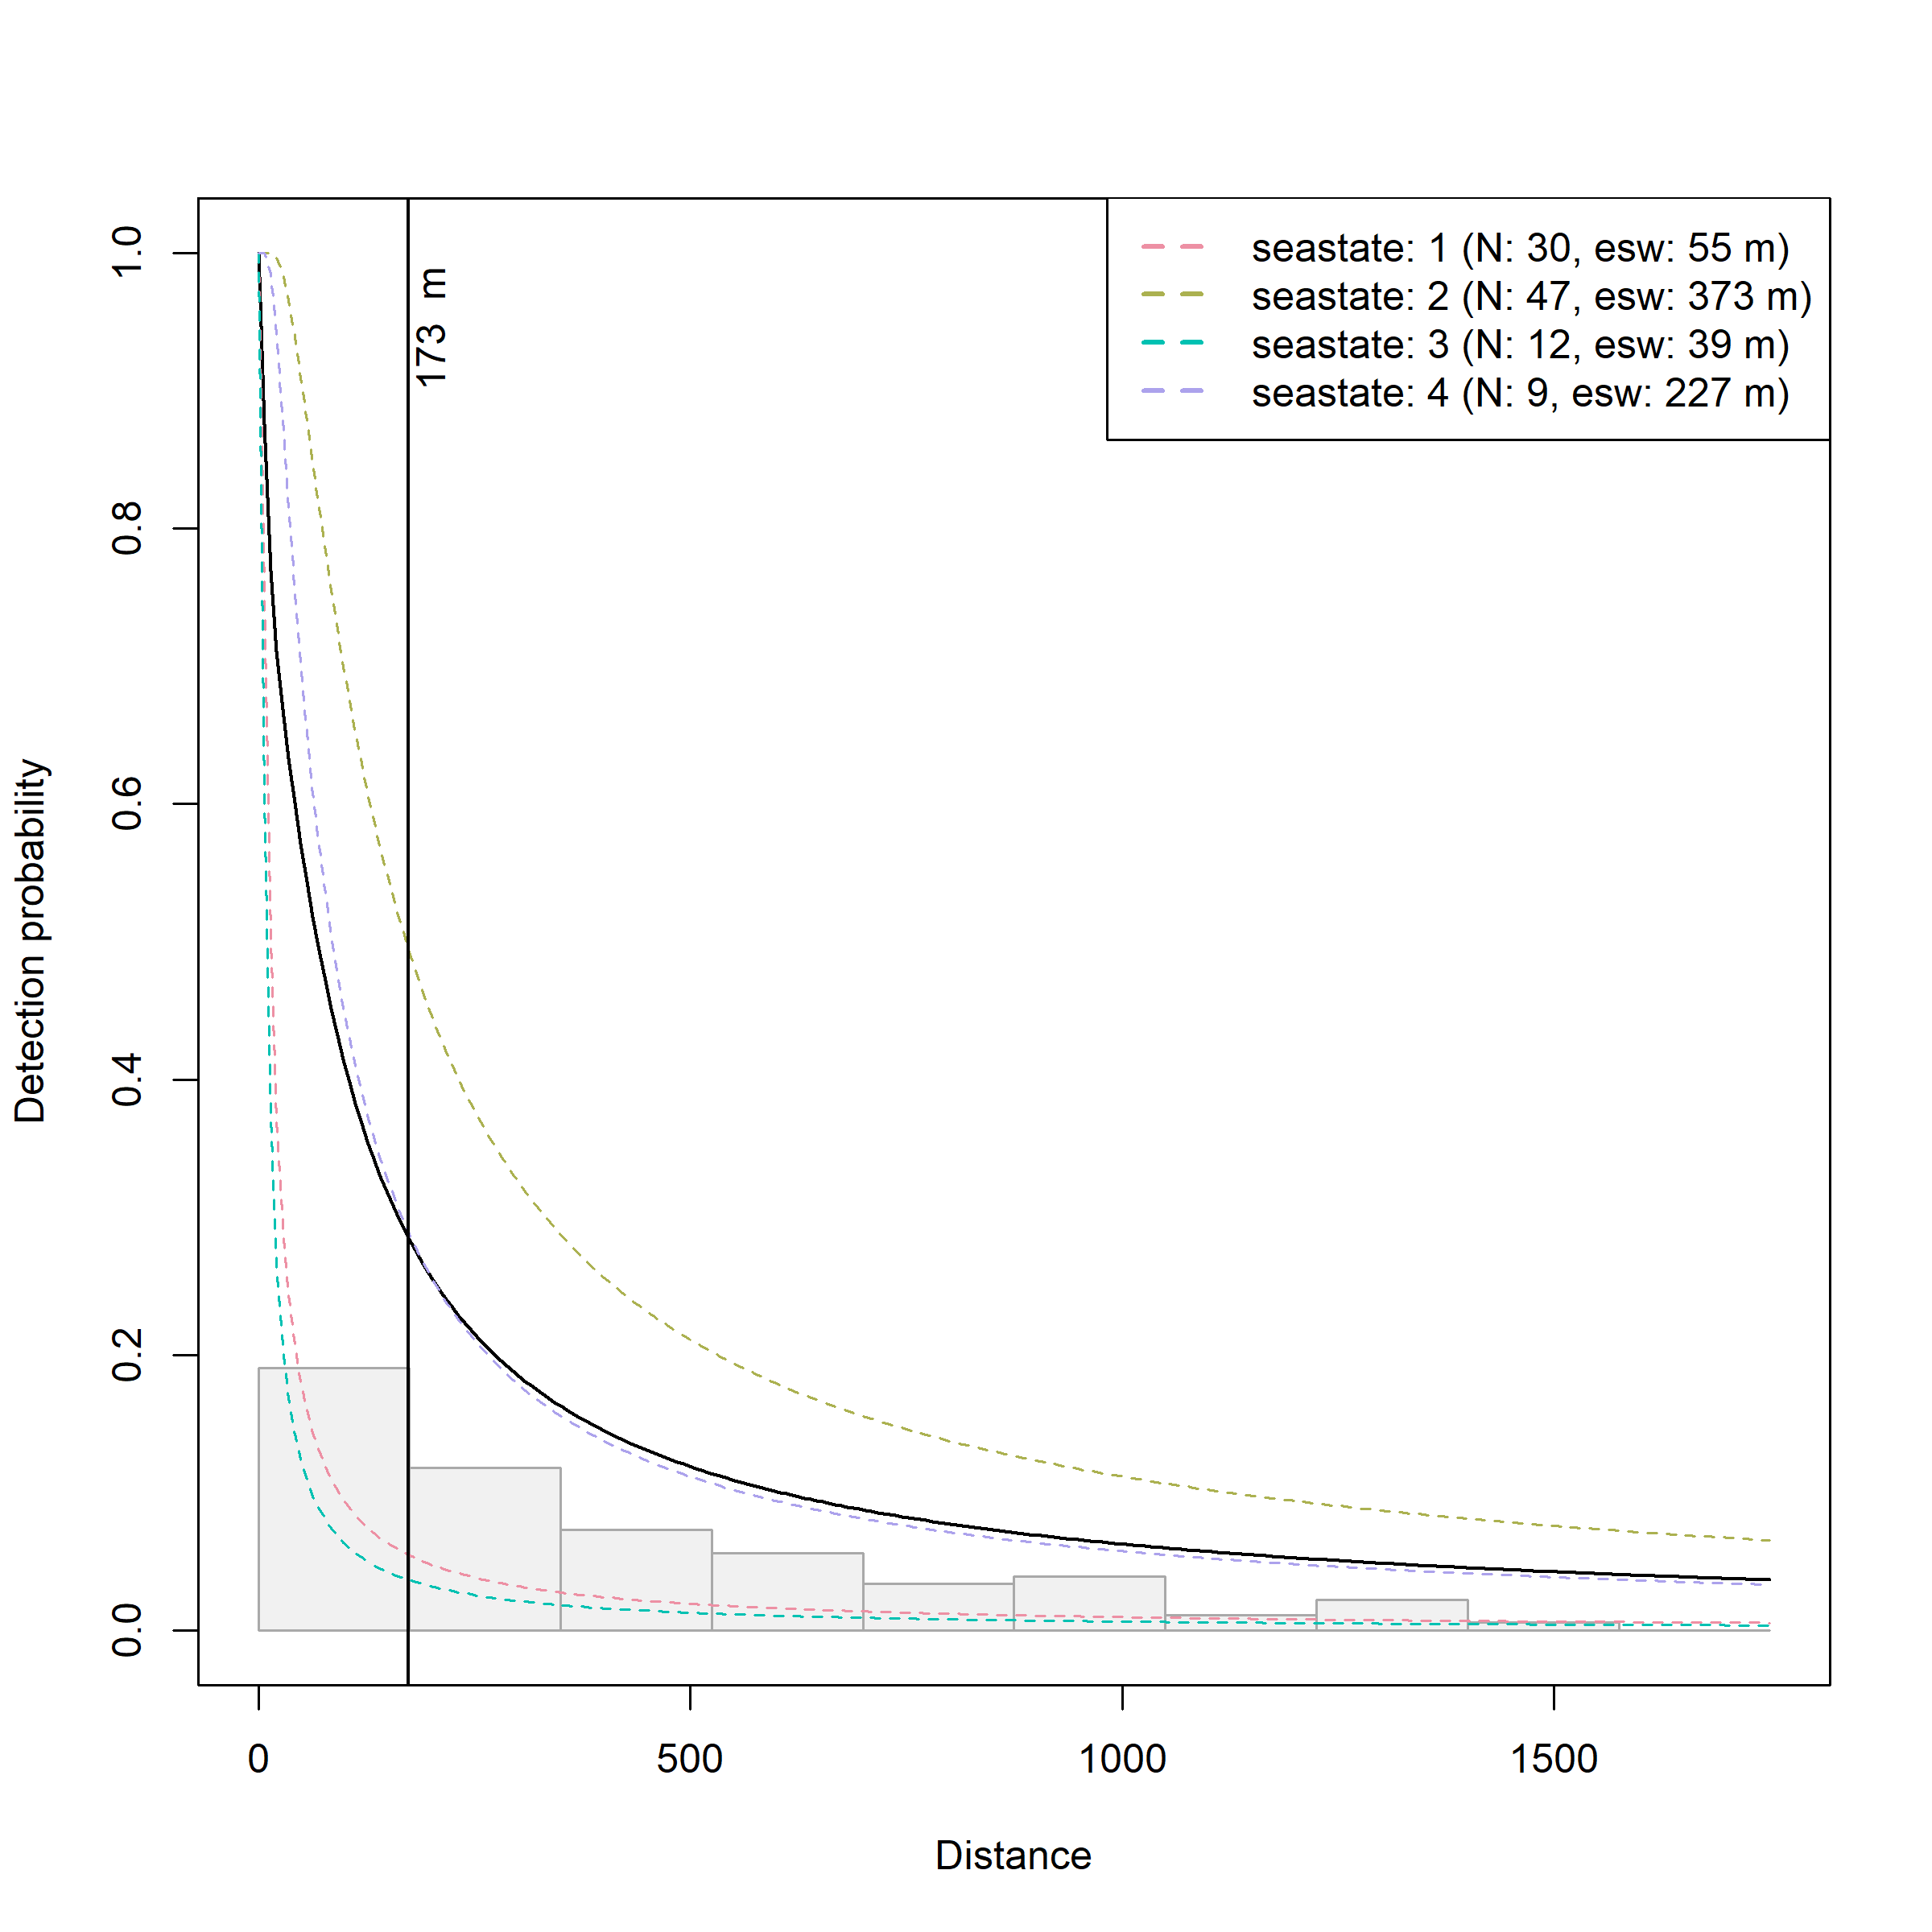 seastate: 1 (N: 30, esw: 55 m)
seastate: 2 (N: 47, esw: 373 m)
seastate: 3 (N: 12, esw: 39 m)
seastate: 4 (N: 9, esw: 227 m)
173 m
Detection probability
1.0
0.8
0.6
0.4
0.2
0.0
0
500
1000
1500
Distance